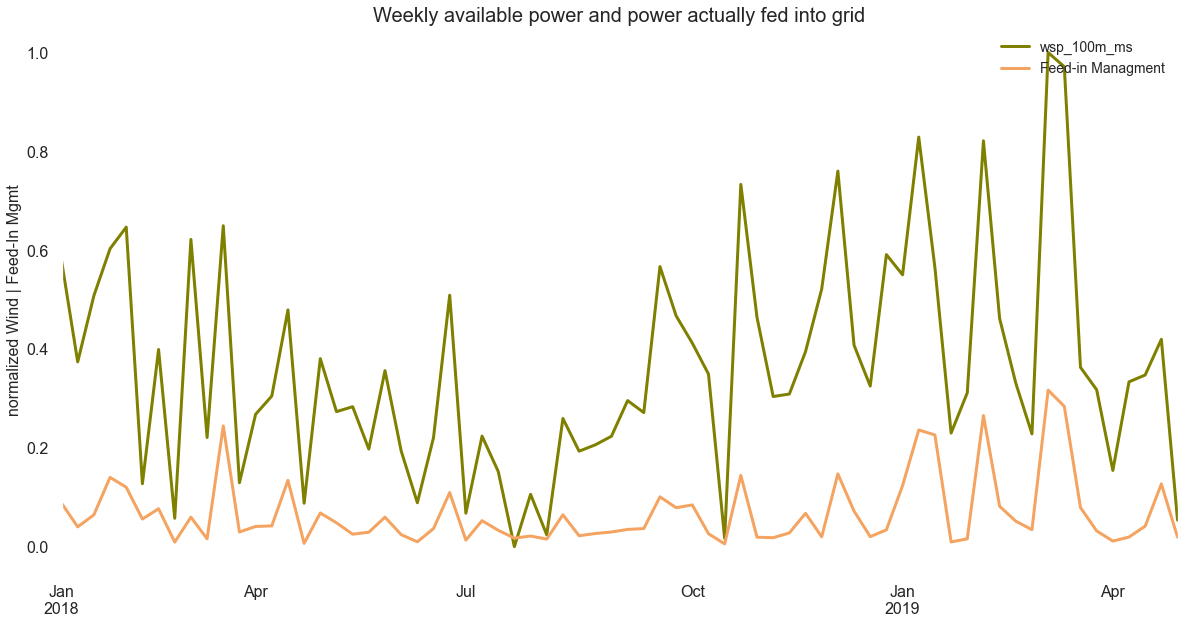 Weekly available power and power actually fed into grid
wsp_100m_ms
Feed-in Managment
normalized Wind | Feed-In Mgmt
1.0
0.8
0.6
0.4
0.2
0.0
Jan Apr Jul Oct Jan Apr
2018 2019